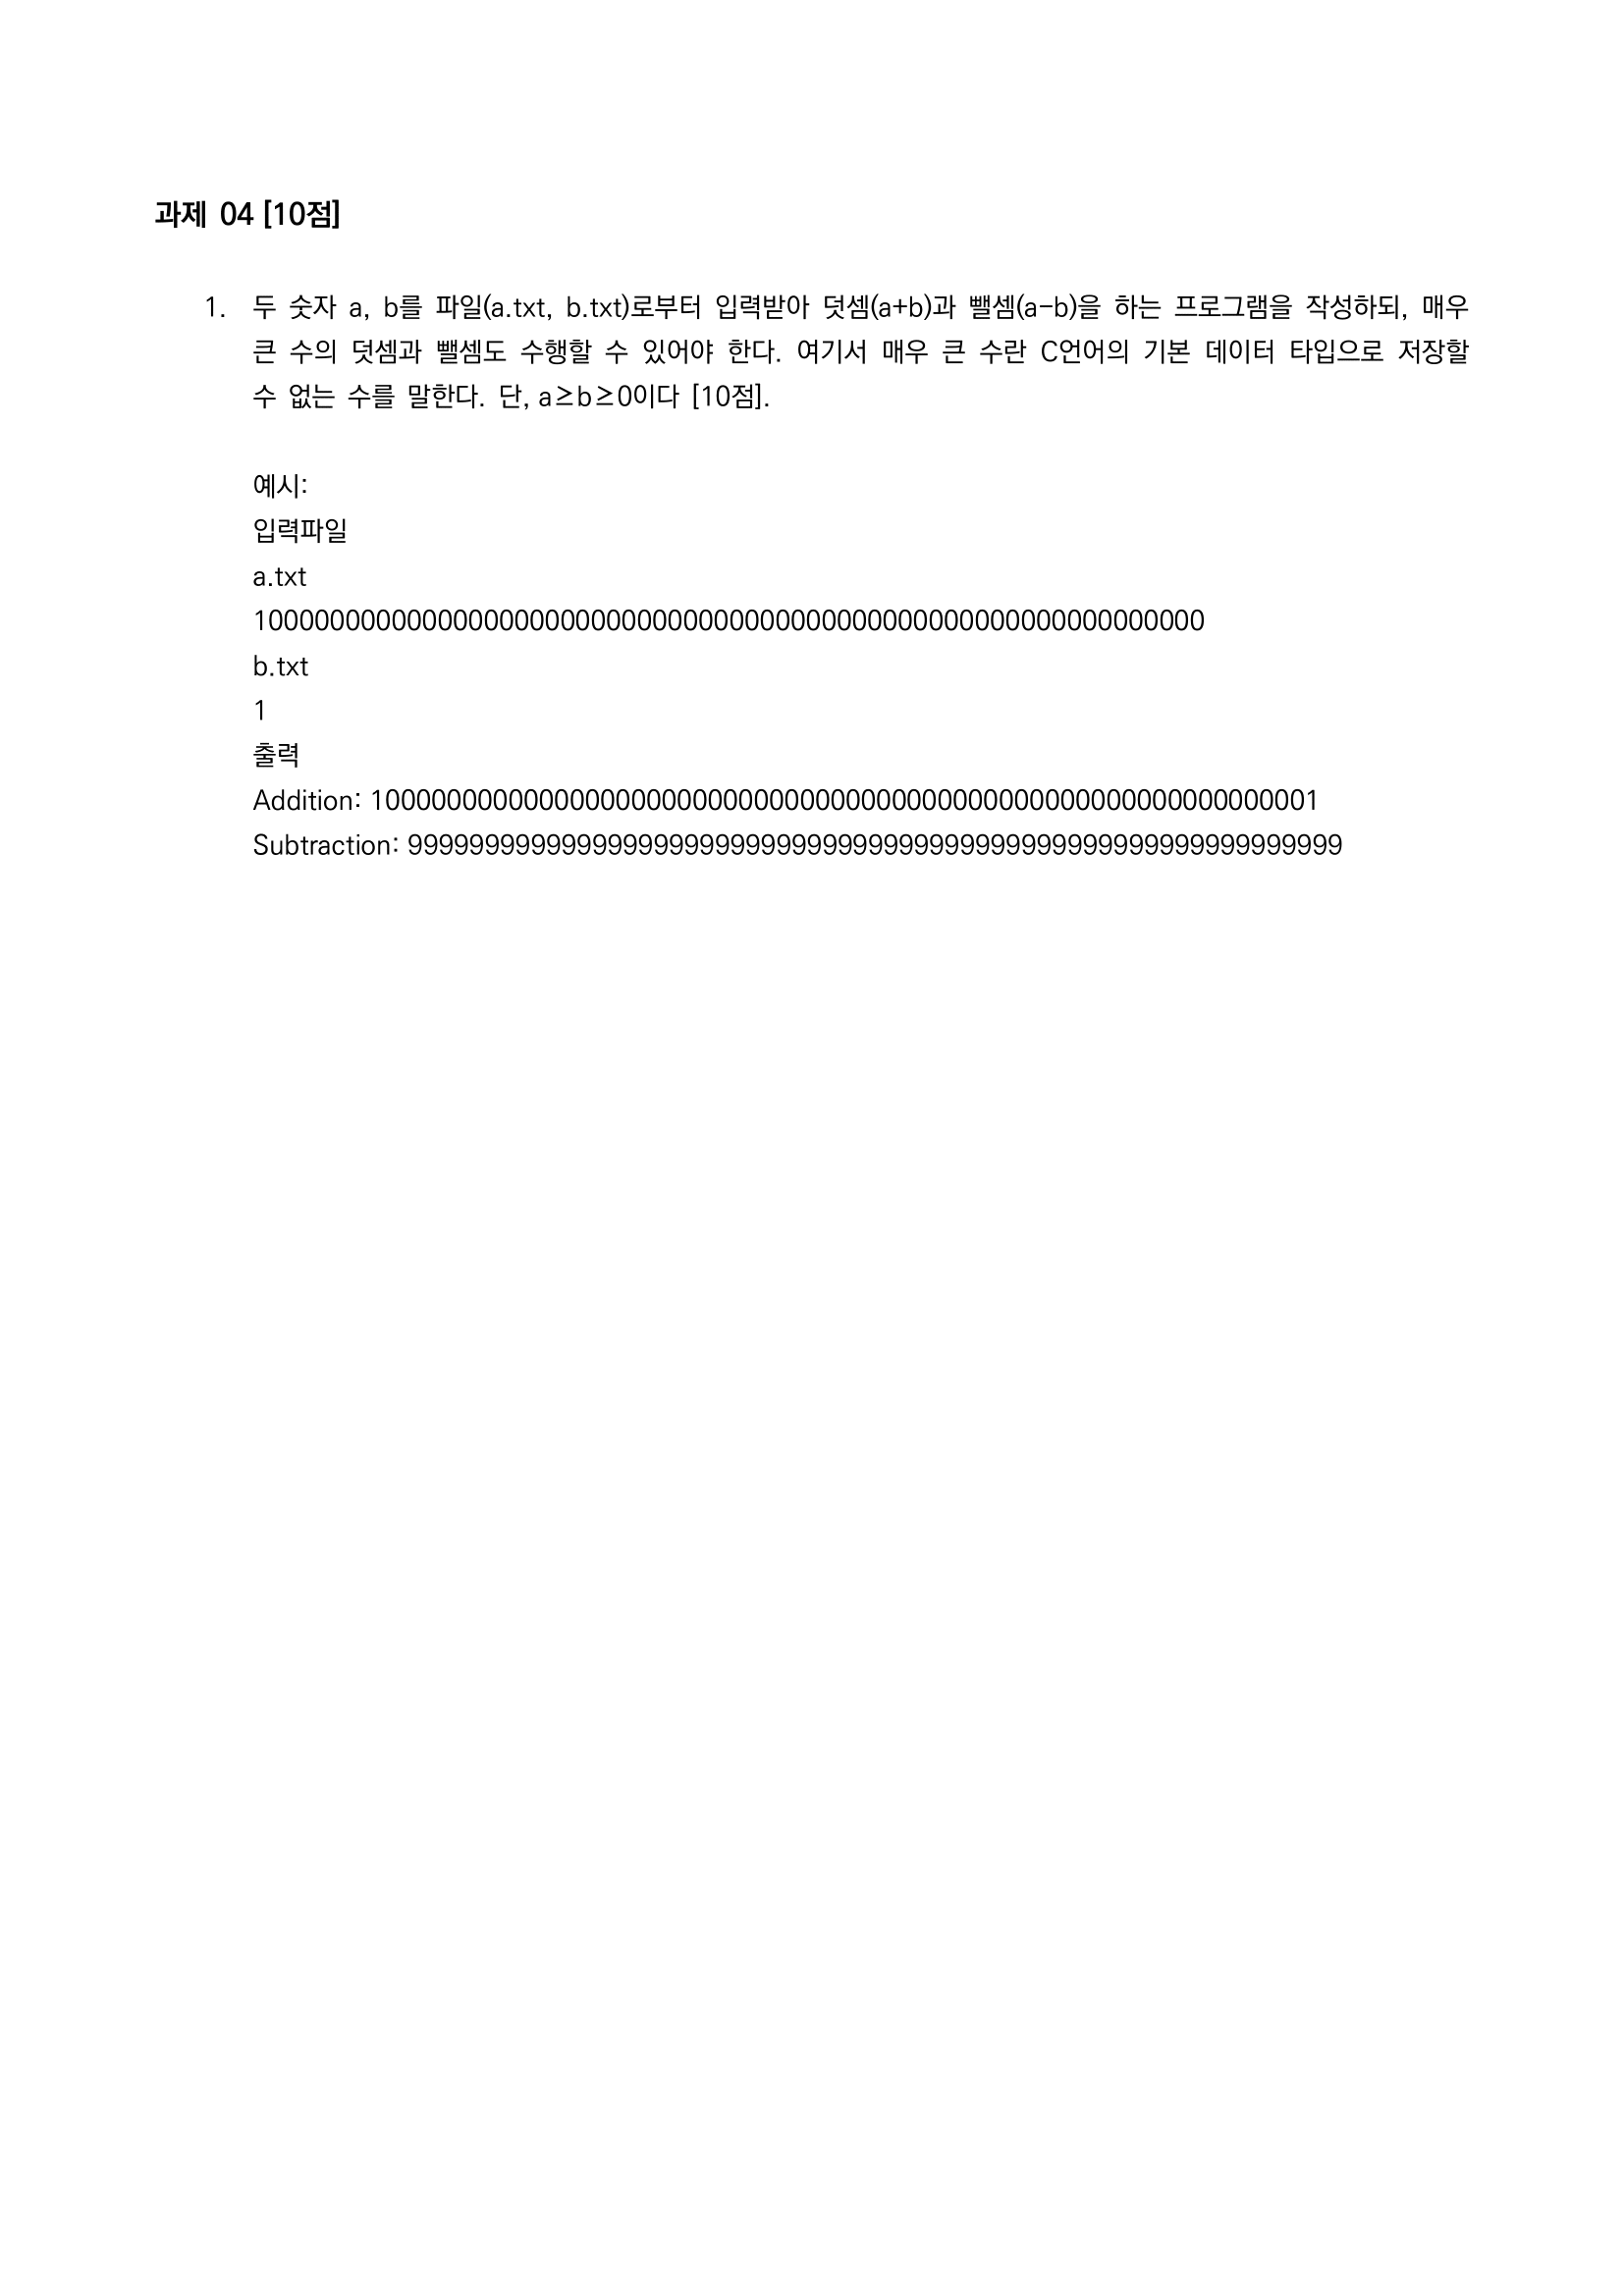 과제 04 [10점]
1. 두 숫자 a, b를 파일(a.txt, b.txt)로부터 입력받아 덧셈(a+b)과 뺄셈(a-b)을 하는 프로그램을 작성하되, 매우
큰 수의 덧셈과 뺄셈도 수행할 수 있어야 한다. 여기서 매우 큰 수란 C언어의 기본 데이터 타입으로 저장할
수 없는 수를 말한다. 단, a≥b≥0이다 [10점].
예시:
입력파일
a.txt
10000000000000000000000000000000000000000000000000000000000000
b.txt
1
출력
Addition: 10000000000000000000000000000000000000000000000000000000000001
Subtraction: 9999999999999999999999999999999999999999999999999999999999999